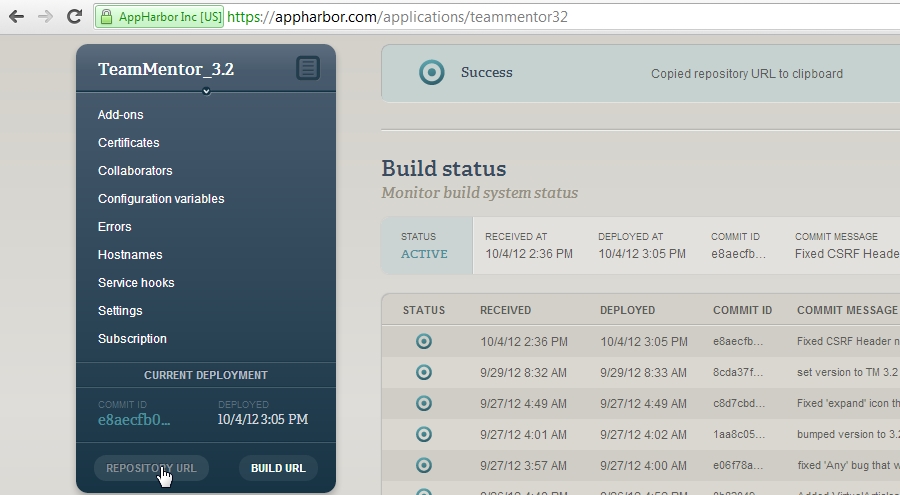 AppHarbor Inc [US] https://appharbor.com/applications/teammentor32
TeamMentor_3.2
Add-ons
Certificates
Collaborators
Configuration variables
Errors
Hostnames
Service hooks
Settings
Subscription
CURRENT DEPLOYMENT
COMMIT ID DEPLOYED
e8aecfb0... 10/4/12 3:05 PM
REPOSITORY URL BUILD URL
Success Copied repository URL to clipboard
Build status
Monitor build system status
STATUS RECEIVED AT DEPLOYED AT COMMIT ID COMMIT MESSAGE
ACTIVE 10/4/12 2:36 PM 10/4/12 3:05 PM e8aecfb... Fixed CSRF Heade
STATUS RECEIVED DEPLOYED COMMIT ID COMMIT MESSAGE
10/4/12 2:36 PM 10/4/12 3:05 PM e8aecfb... Fixed CSRF Header n
9/29/12 8:32 AM 9/29/12 8:33 AM 8cda37f... set version to TM 3.2
9/27/12 4:49 AM 9/27/12 4:49 AM c8d7cbd... Fixed 'expand' icon th
9/27/12 4:01 AM 9/27/12 4:02 AM 1aa8c05... bumped version to 3.2
9/27/12 3:57 AM 9/27/12 4:00 AM e06f78a... fixed 'Any' bug that w